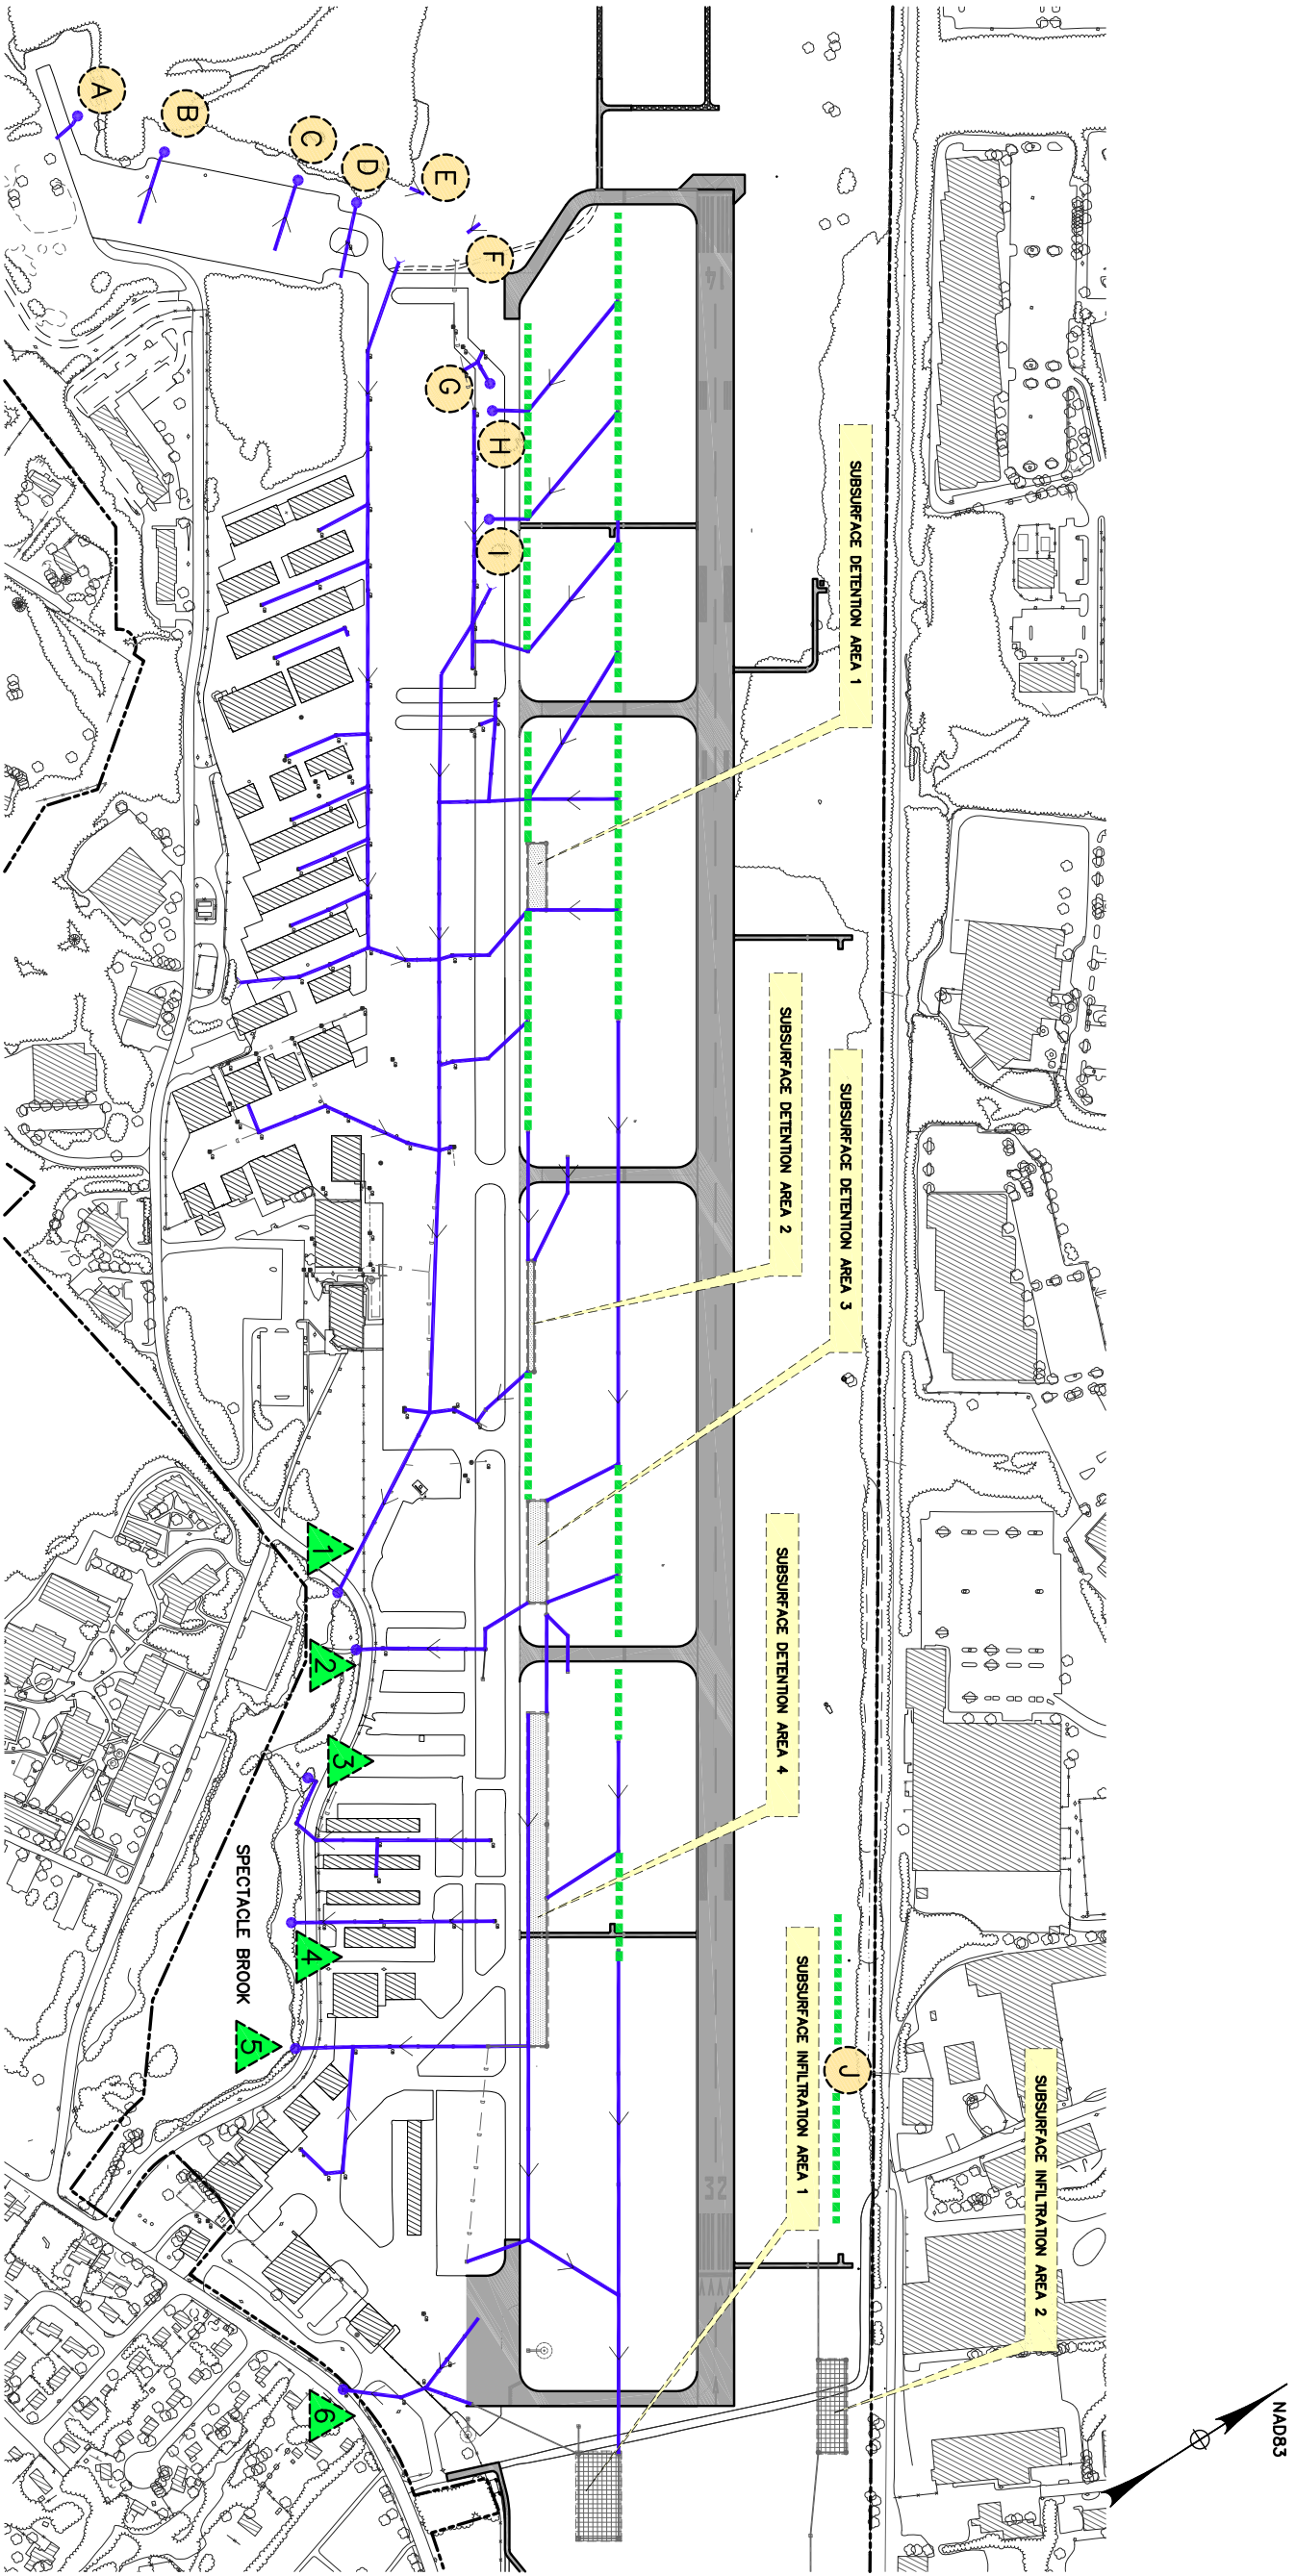 A
B
C
D
E
F
G
H
I
14
SUBSURFACE DETENTION AREA 1
SUBSURFACE DETENTION AREA 2
SUBSURFACE DETENTION AREA 3
SUBSURFACE DETENTION AREA 4
1
2
3
4
5
6
SPECTACLE BROOK
J
SUBSURFACE INFILTRATION AREA 1
SUBSURFACE INFILTRATION AREA 2
32
NAD83